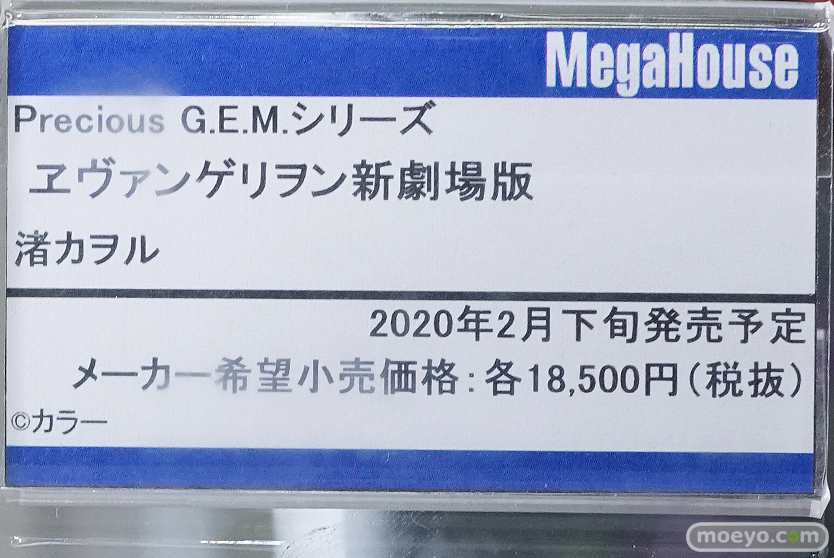 MegaHouse
Precious G.E.M.シリーズ
ヱヴァンゲリヲン新劇場版
渚カヲル
2020年2月下旬発売予定
メーカー希望小売価格：各18,500円（税抜）
©カラー
moeyo.com